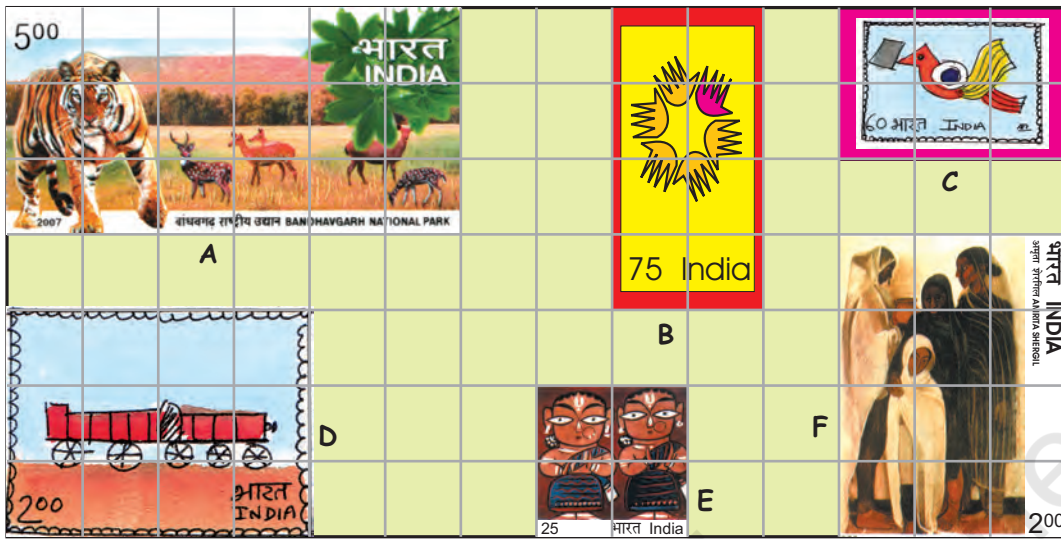 5 00
भारत
INDIA
2007
बांधवगढ़ राष्ट्रीय उद्यान BANDHAVGARH NATIONAL PARK
A
75 India
B
60 भारत INDIA
C
2 00
भारत
INDIA
D
25 भारत India
E
F
भारत INDIA
अमृता शेरगिल AMRITA SHERGIL
2 00